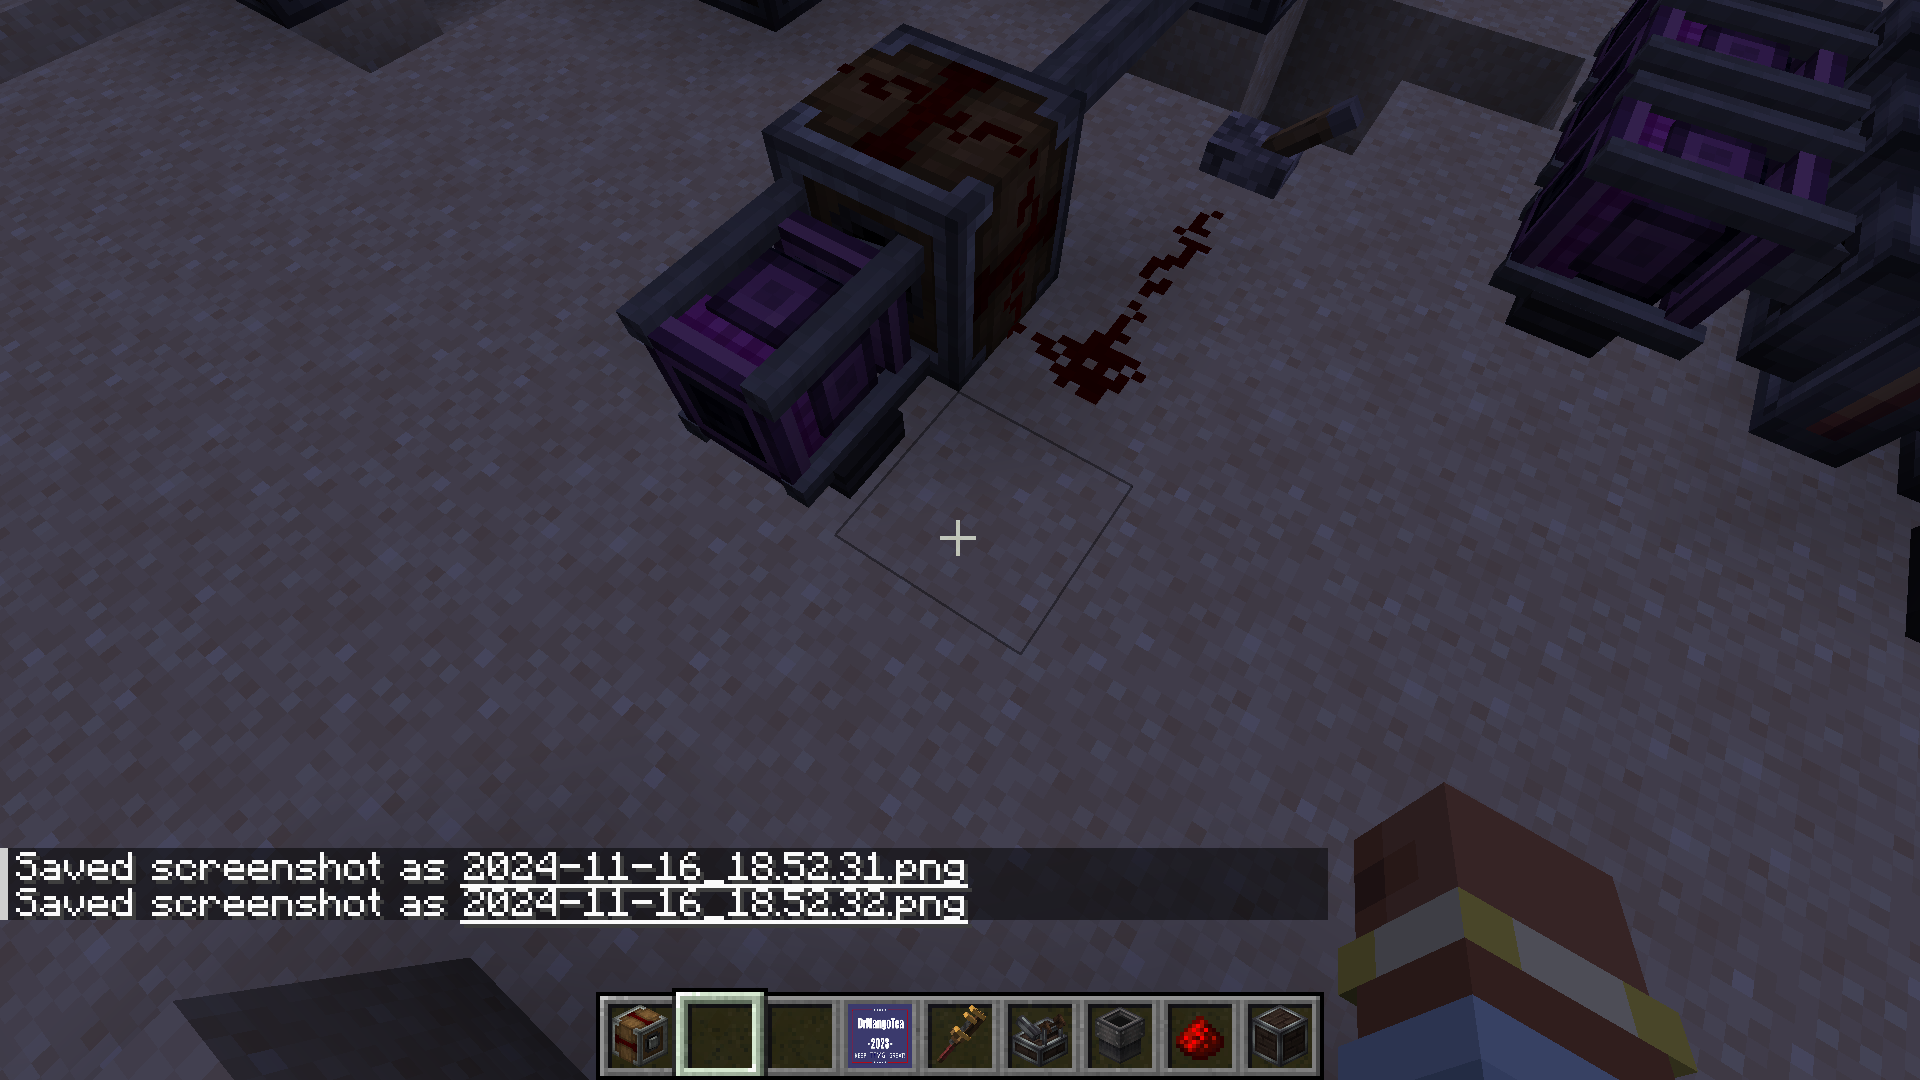 Saved screenshot as 2024-11-16_18.52.31.png
Saved screenshot as 2024-11-16_18.52.32.png
DrMangoTea
-2023-